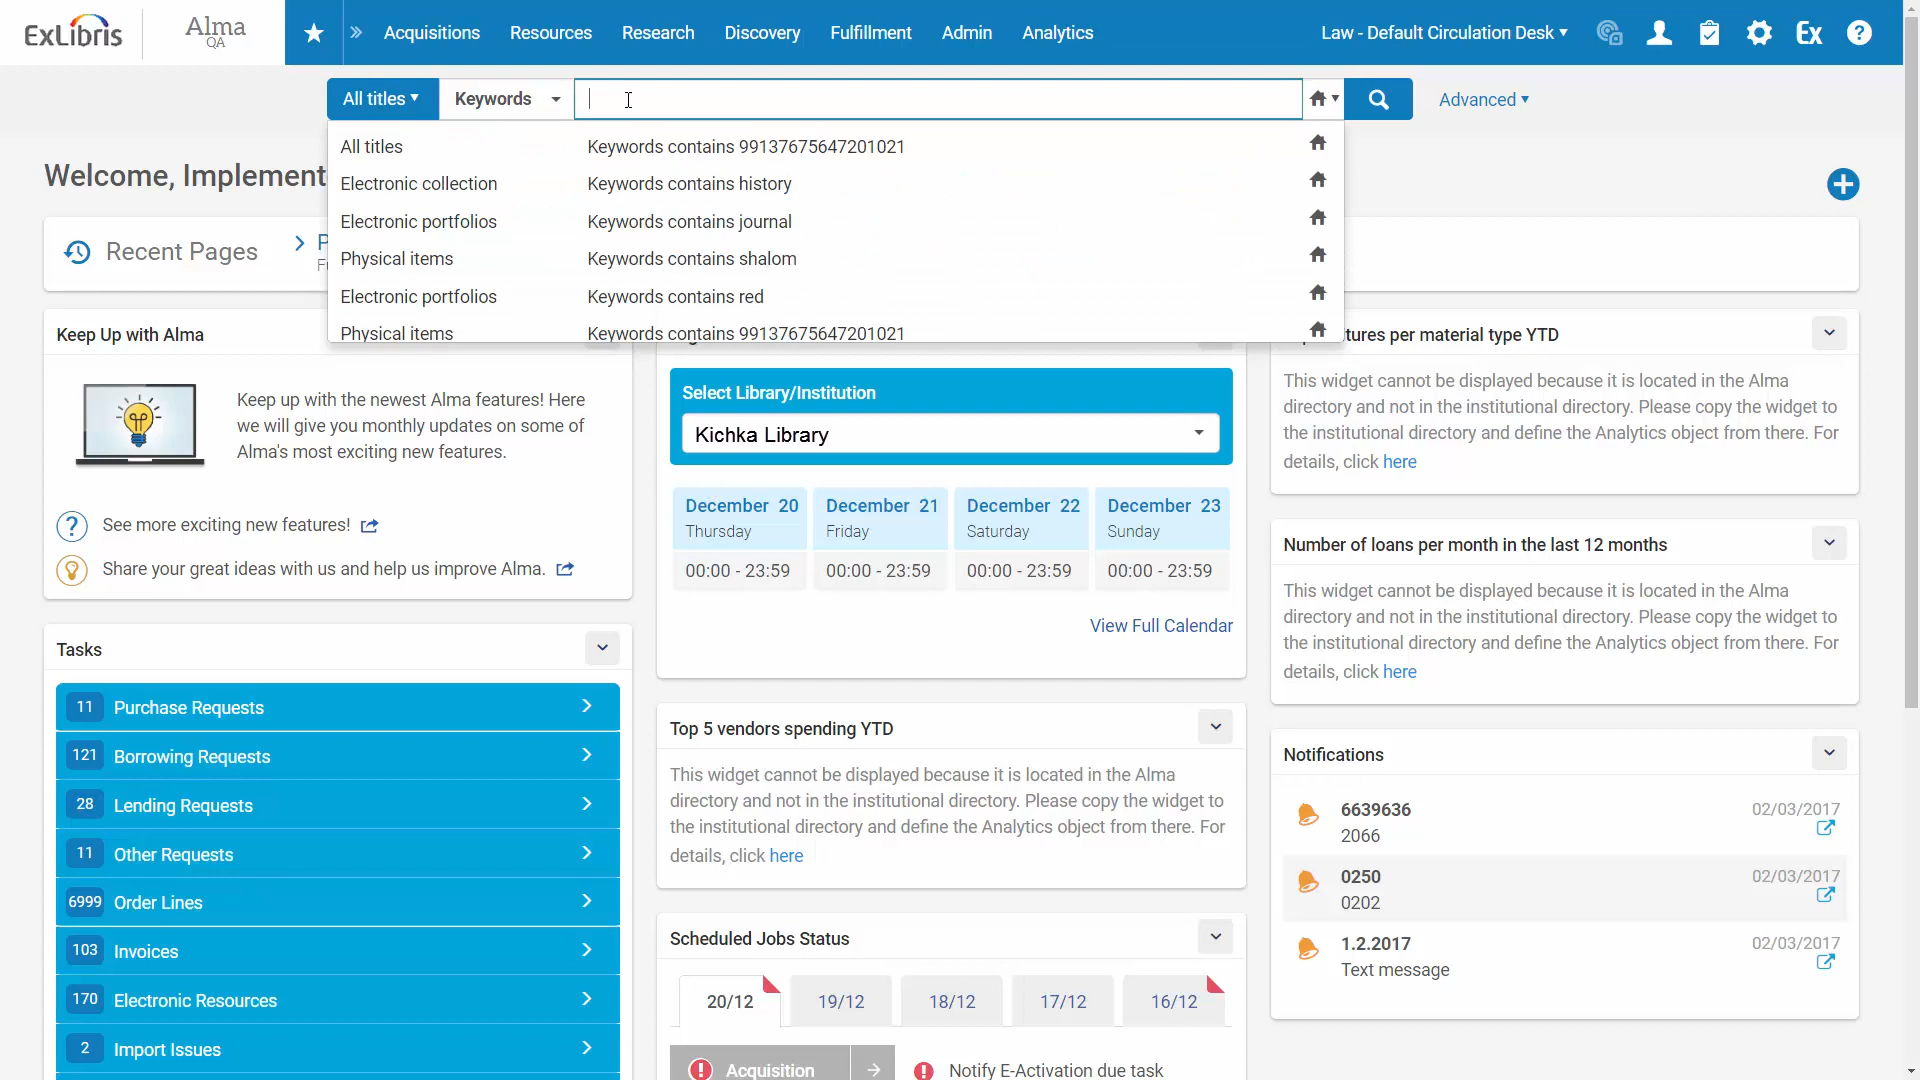 ExLibris
Alma
QA
Acquisitions
Resources
Research
Discovery
Fulfillment
Admin
Analytics
Law - Default Circulation Desk
Ex
All titles
Keywords
Advanced
All titles Keywords contains 99137675647201021
Electronic collection Keywords contains history
Electronic portfolios Keywords contains journal
Physical items Keywords contains shalom
Electronic portfolios Keywords contains red
Physical items Keywords contains 99137675647201021
Welcome, Implement
Recent Pages
Keep Up with Alma
Keep up with the newest Alma features! Here
we will give you monthly updates on some of
Alma's most exciting new features.
See more exciting new features!
Share your great ideas with us and help us improve Alma.
Tasks
11 Purchase Requests
121 Borrowing Requests
28 Lending Requests
11 Other Requests
6999 Order Lines
103 Invoices
170 Electronic Resources
2 Import Issues
Select Library/Institution
Kichka Library
December 20 December 21 December 22 December 23
Thursday Friday Saturday Sunday
00:00 - 23:59 00:00 - 23:59 00:00 - 23:59 00:00 - 23:59
View Full Calendar
Top 5 vendors spending YTD
This widget cannot be displayed because it is located in the Alma
directory and not in the institutional directory. Please copy the widget to
the institutional directory and define the Analytics object from there. For
details, click here
Scheduled Jobs Status
20/12 19/12 18/12 17/12 16/12
Acquisition
Notify E-Activation due task
tures per material type YTD
This widget cannot be displayed because it is located in the Alma
directory and not in the institutional directory. Please copy the widget to
the institutional directory and define the Analytics object from there. For
details, click here
Number of loans per month in the last 12 months
This widget cannot be displayed because it is located in the Alma
directory and not in the institutional directory. Please copy the widget to
the institutional directory and define the Analytics object from there. For
details, click here
Notifications
6639636 02/03/2017
2066
0250 02/03/2017
0202
1.2.2017 02/03/2017
Text message